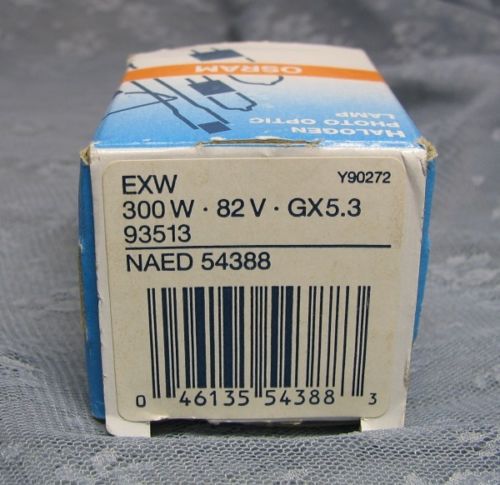 OSRAM
HALOGEN
PHOTO OPTIC
LAMP
EXW Y90272
300 W · 82 V · GX5.3
93513
NAED 54388
0 46135 54388 3